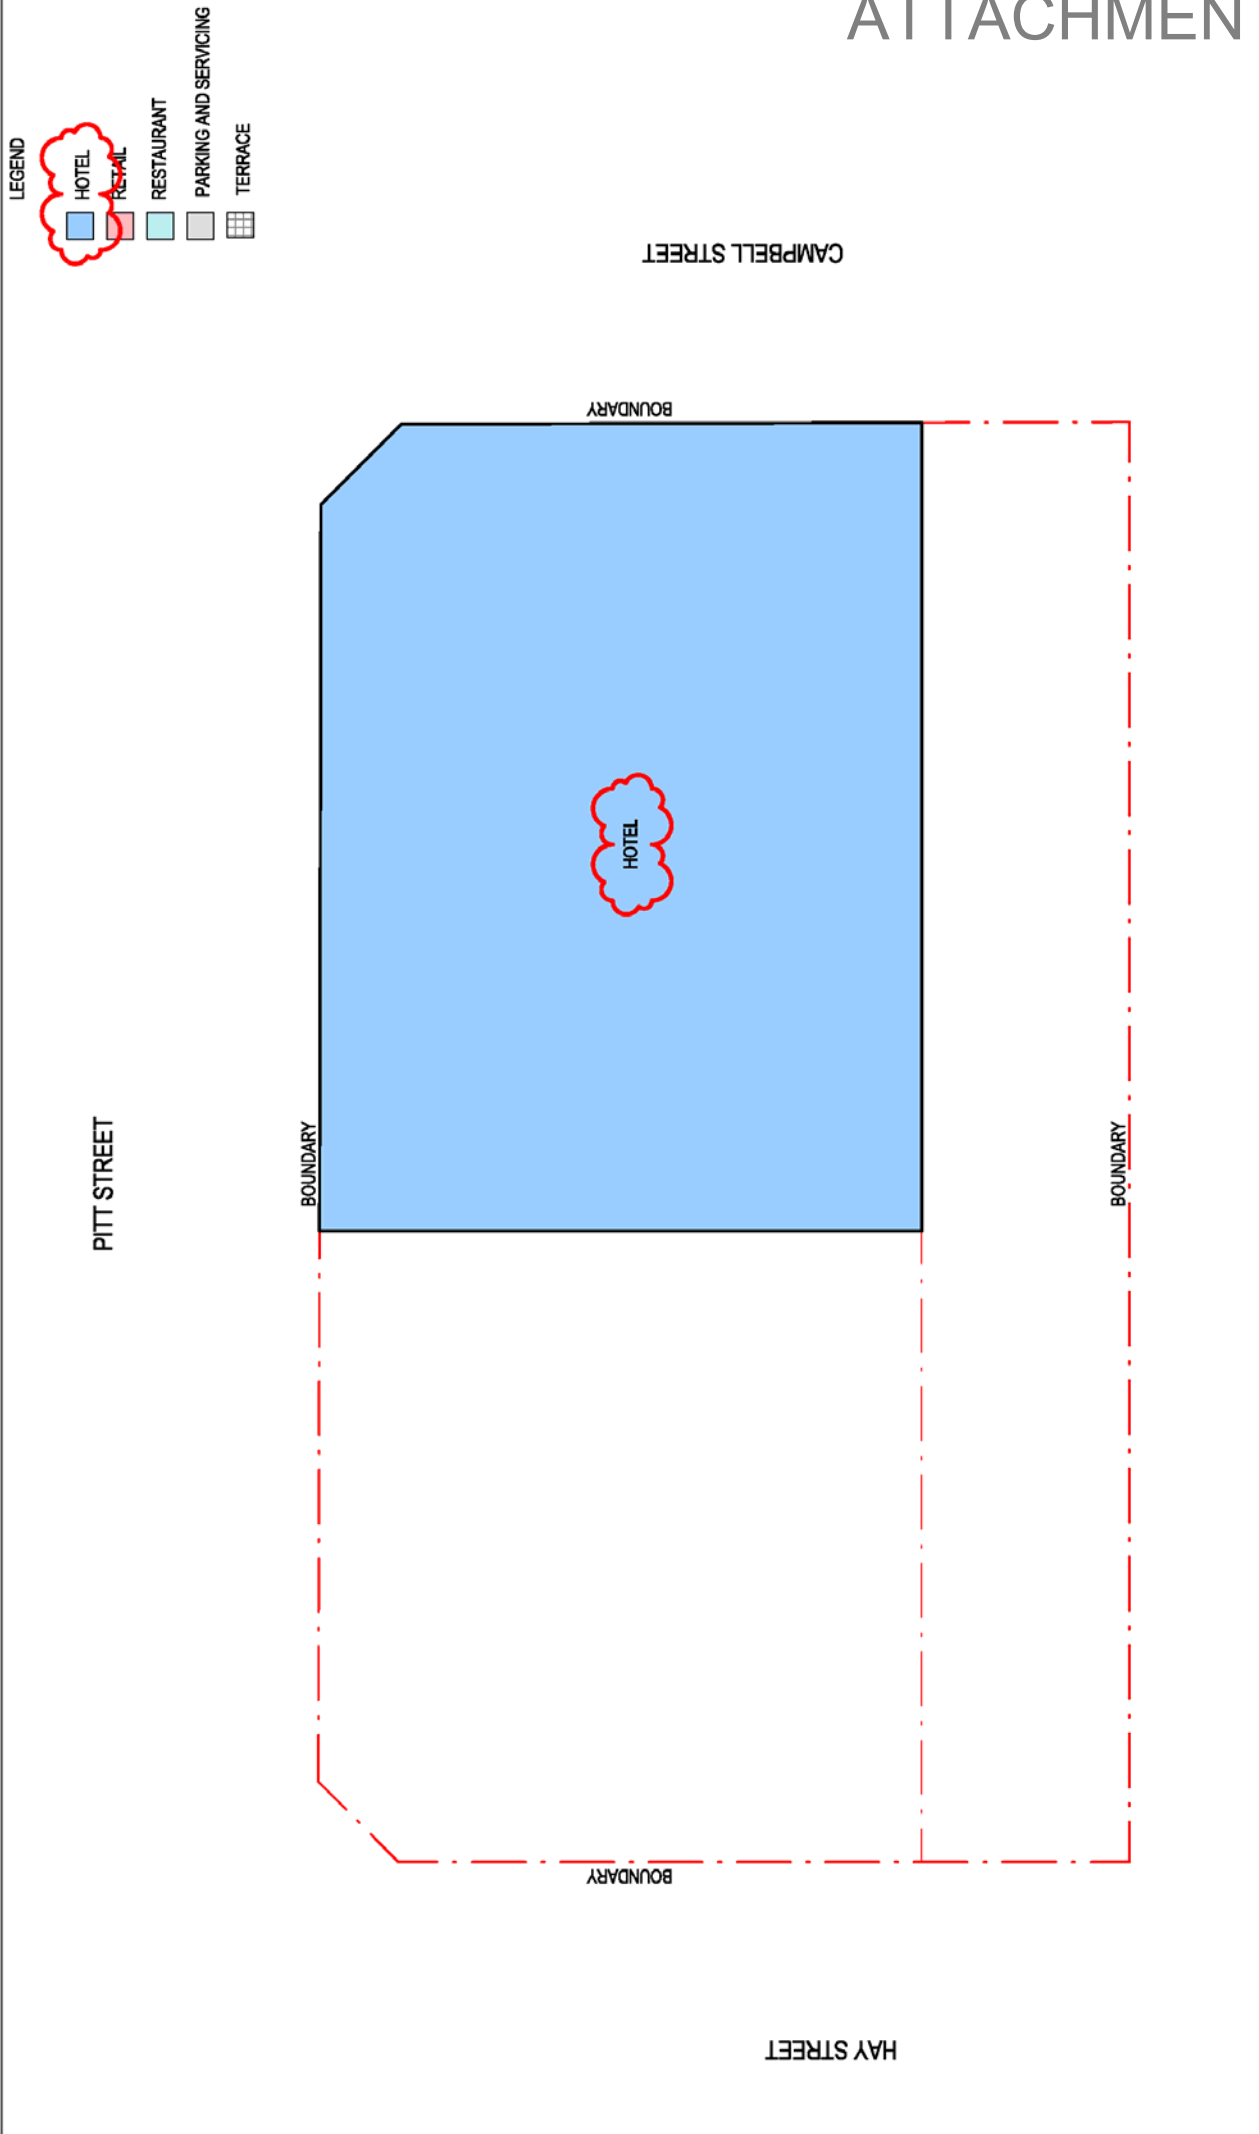 ATTACHMEN
LEGEND
HOTEL
RETAIL
RESTAURANT
PARKING AND SERVICING
TERRACE
CAMPBELL STREET
BOUNDARY
HOTEL
PITT STREET
BOUNDARY
BOUNDARY
BOUNDARY
HAY STREET